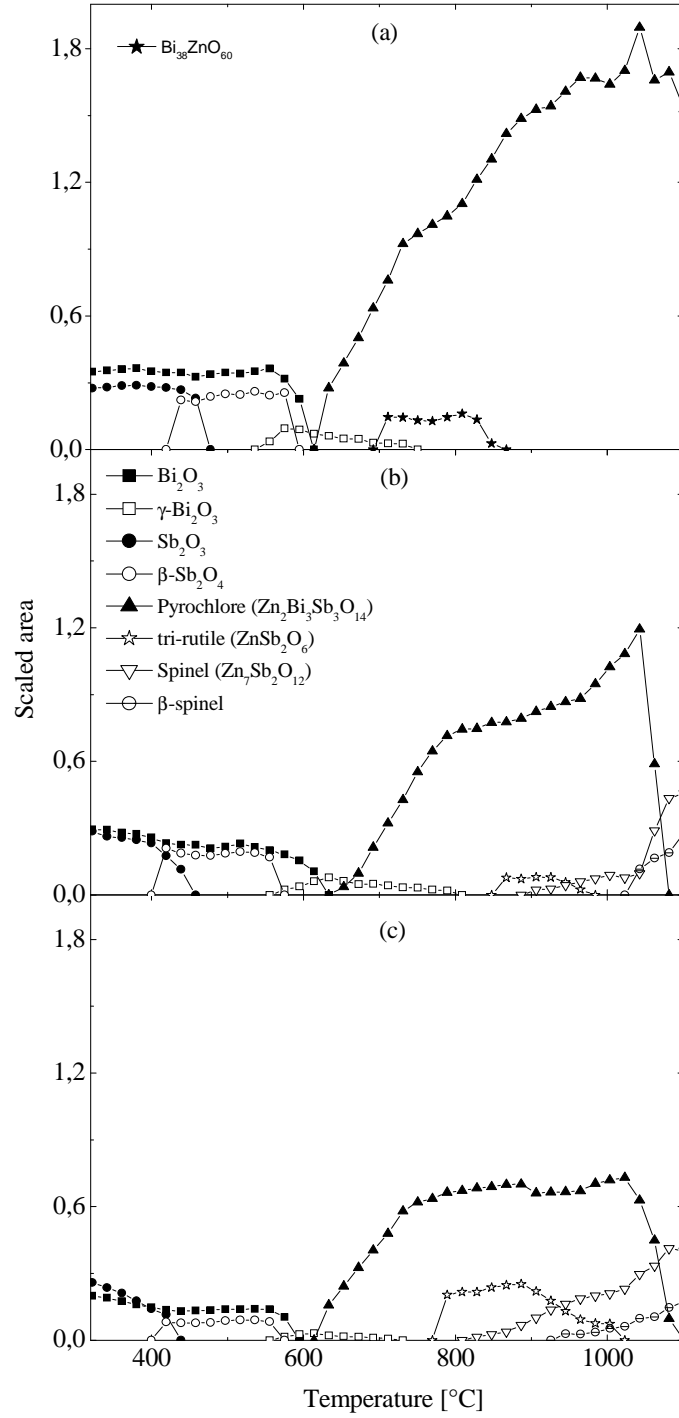 (a)
Bi₃₈ZnO₆₀
1,8
1,2
0,6
0,0
(b)
1,8
Bi₂O₃
γ-Bi₂O₃
Sb₂O₃
β-Sb₂O₄
Pyrochlore (Zn₂Bi₃Sb₃O₁₄)
tri-rutile (ZnSb₂O₆)
Spinel (Zn₇Sb₂O₁₂)
β-spinel
1,2
0,6
0,0
Scaled area
(c)
1,8
1,2
0,6
0,0
400 600 800 1000
Temperature [°C]